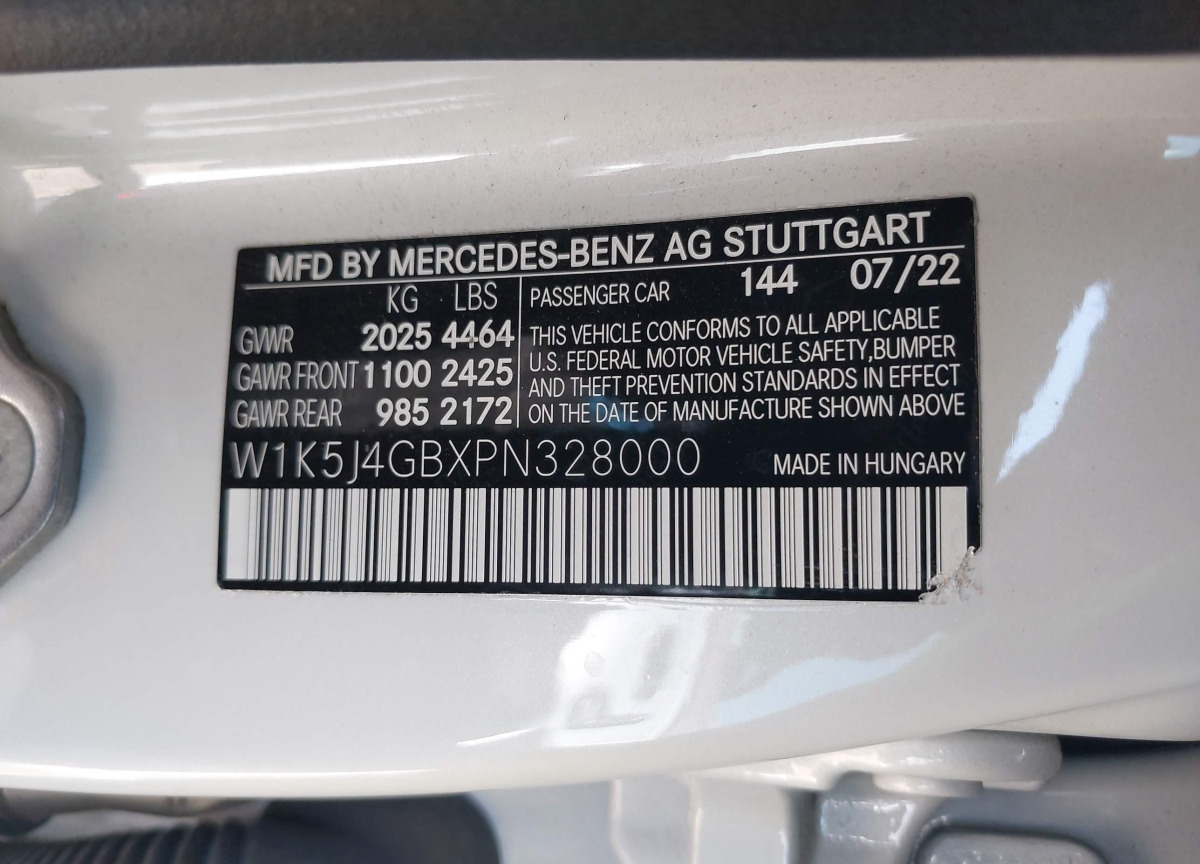 MFD BY MERCEDES-BENZ AG STUTTGART
KG LBS
GVWR 2025 4464
GAWR FRONT 1100 2425
GAWR REAR 985 2172
PASSENGER CAR 144 07/22
THIS VEHICLE CONFORMS TO ALL APPLICABLE
U.S. FEDERAL MOTOR VEHICLE SAFETY,BUMPER
AND THEFT PREVENTION STANDARDS IN EFFECT
ON THE DATE OF MANUFACTURE SHOWN ABOVE
W1K5J4GBXPN328000
MADE IN HUNGARY